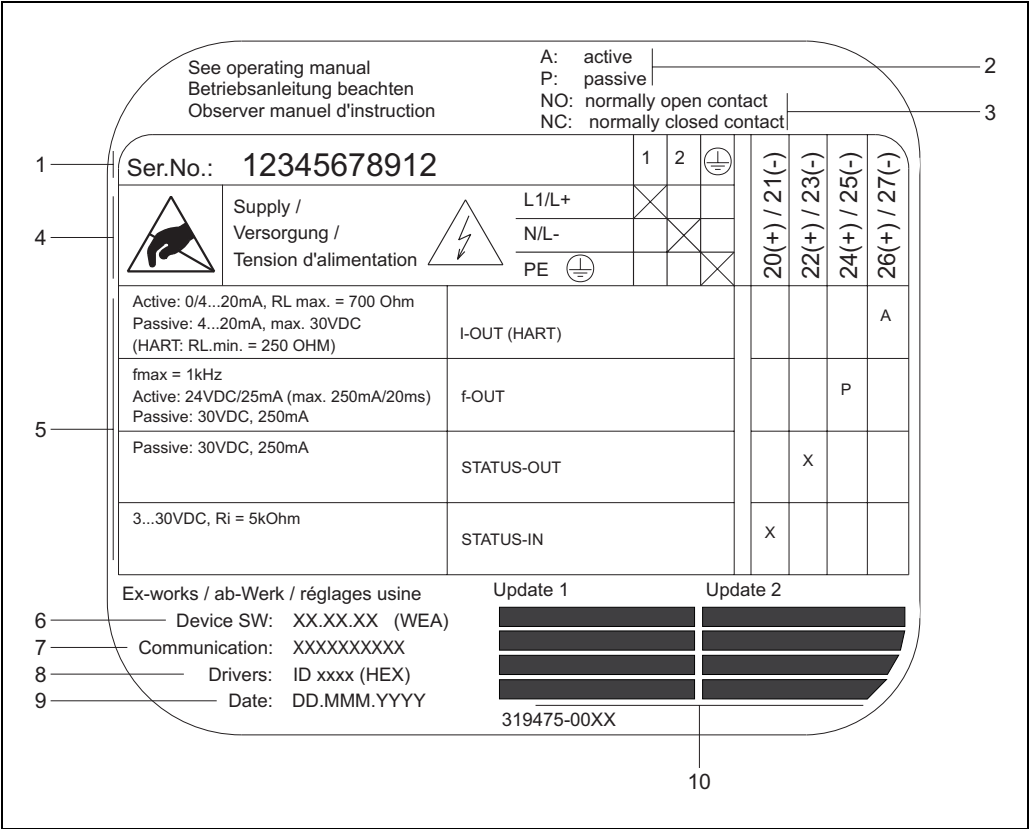 See operating manual
Betriebsanleitung beachten
Observer manuel d'instruction
A: active
P: passive
NO: normally open contact
NC: normally closed contact
2
3
1
Ser.No.: 12345678912
1 2
20(+) / 21(-)
22(+) / 23(-)
24(+) / 25(-)
26(+) / 27(-)
4
Supply /
Versorgung /
Tension d'alimentation
L1/L+
N/L-
PE
5
Active: 0/4...20mA, RL max. = 700 Ohm
Passive: 4...20mA, max. 30VDC
(HART: RL.min. = 250 OHM)
I-OUT (HART)
A
fmax = 1kHz
Active: 24VDC/25mA (max. 250mA/20ms)
Passive: 30VDC, 250mA
f-OUT
P
Passive: 30VDC, 250mA
STATUS-OUT
X
3...30VDC, Ri = 5kOhm
STATUS-IN
X
Ex-works / ab-Werk / réglages usine
Update 1
Update 2
6
Device SW: XX.XX.XX (WEA)
7
Communication: XXXXXXXXXX
8
Drivers: ID xxxx (HEX)
9
Date: DD.MMM.YYYY
319475-00XX
10